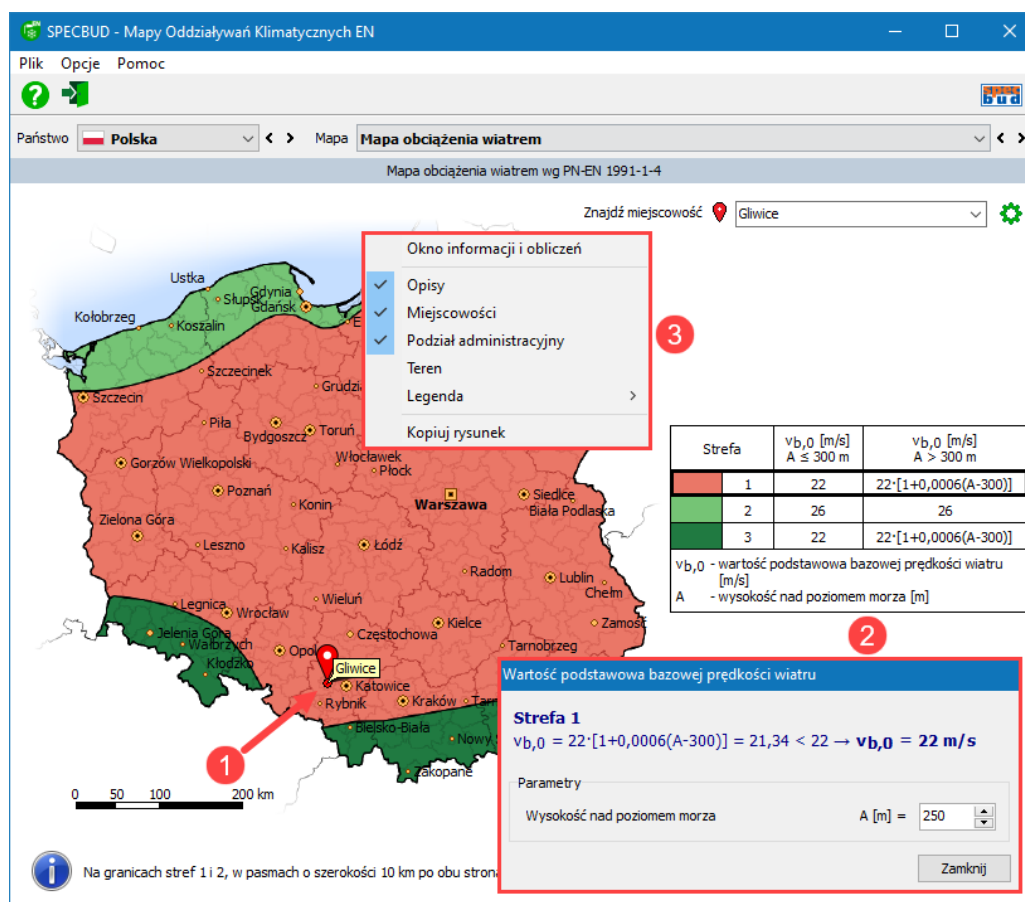 SPECBUD - Mapy Oddziaływań Klimatycznych EN
Plik Opcje Pomoc
spec
bud
Państwo Polska Mapa Mapa obciążenia wiatrem
Mapa obciążenia wiatrem wg PN-EN 1991-1-4
Znajdź miejscowość Gliwice
Okno informacji i obliczeń
Opisy
Miejscowości
Podział administracyjny
Teren
Legenda
Kopiuj rysunek
3
Ustka
Gdynia
Słupsk
Gdańsk
Kołobrzeg
Koszalin
Szczecinek
Szczecin
Piła
Bydgoszcz
Toruń
Włocławek
Gorzów Wielkopolski
Płock
Poznań
Konin
Warszawa
Siedlce
Biała Podlaska
Zielona Góra
Leszno
Kalisz
Łódź
Radom
Lublin
Chełm
Wieluń
Legnica
Wrocław
Kielce
Zamość
Jelenia Góra
Wałbrzych
Częstochowa
Opol
Tarnobrzeg
Kłodzko
Gliwice
Katowice
Rybnik
Kraków
Bielsko-Biała
Zakopane
1
0 50 100 200 km
Strefa vb,0 [m/s] A ≤ 300 m vb,0 [m/s] A > 300 m
1 22 22·[1+0,0006(A-300)]
2 26 26
3 22 22·[1+0,0006(A-300)]
vb,0 - wartość podstawowa bazowej prędkości wiatru
[m/s]
A - wysokość nad poziomem morza [m]
2
Wartość podstawowa bazowej prędkości wiatru
Strefa 1
vb,0 = 22·[1+0,0006(A-300)] = 21,34 < 22 → vb,0 = 22 m/s
Parametry
Wysokość nad poziomem morza A [m] = 250
Zamknij
Na granicach stref 1 i 2, w pasmach o szerokości 10 km po obu strona